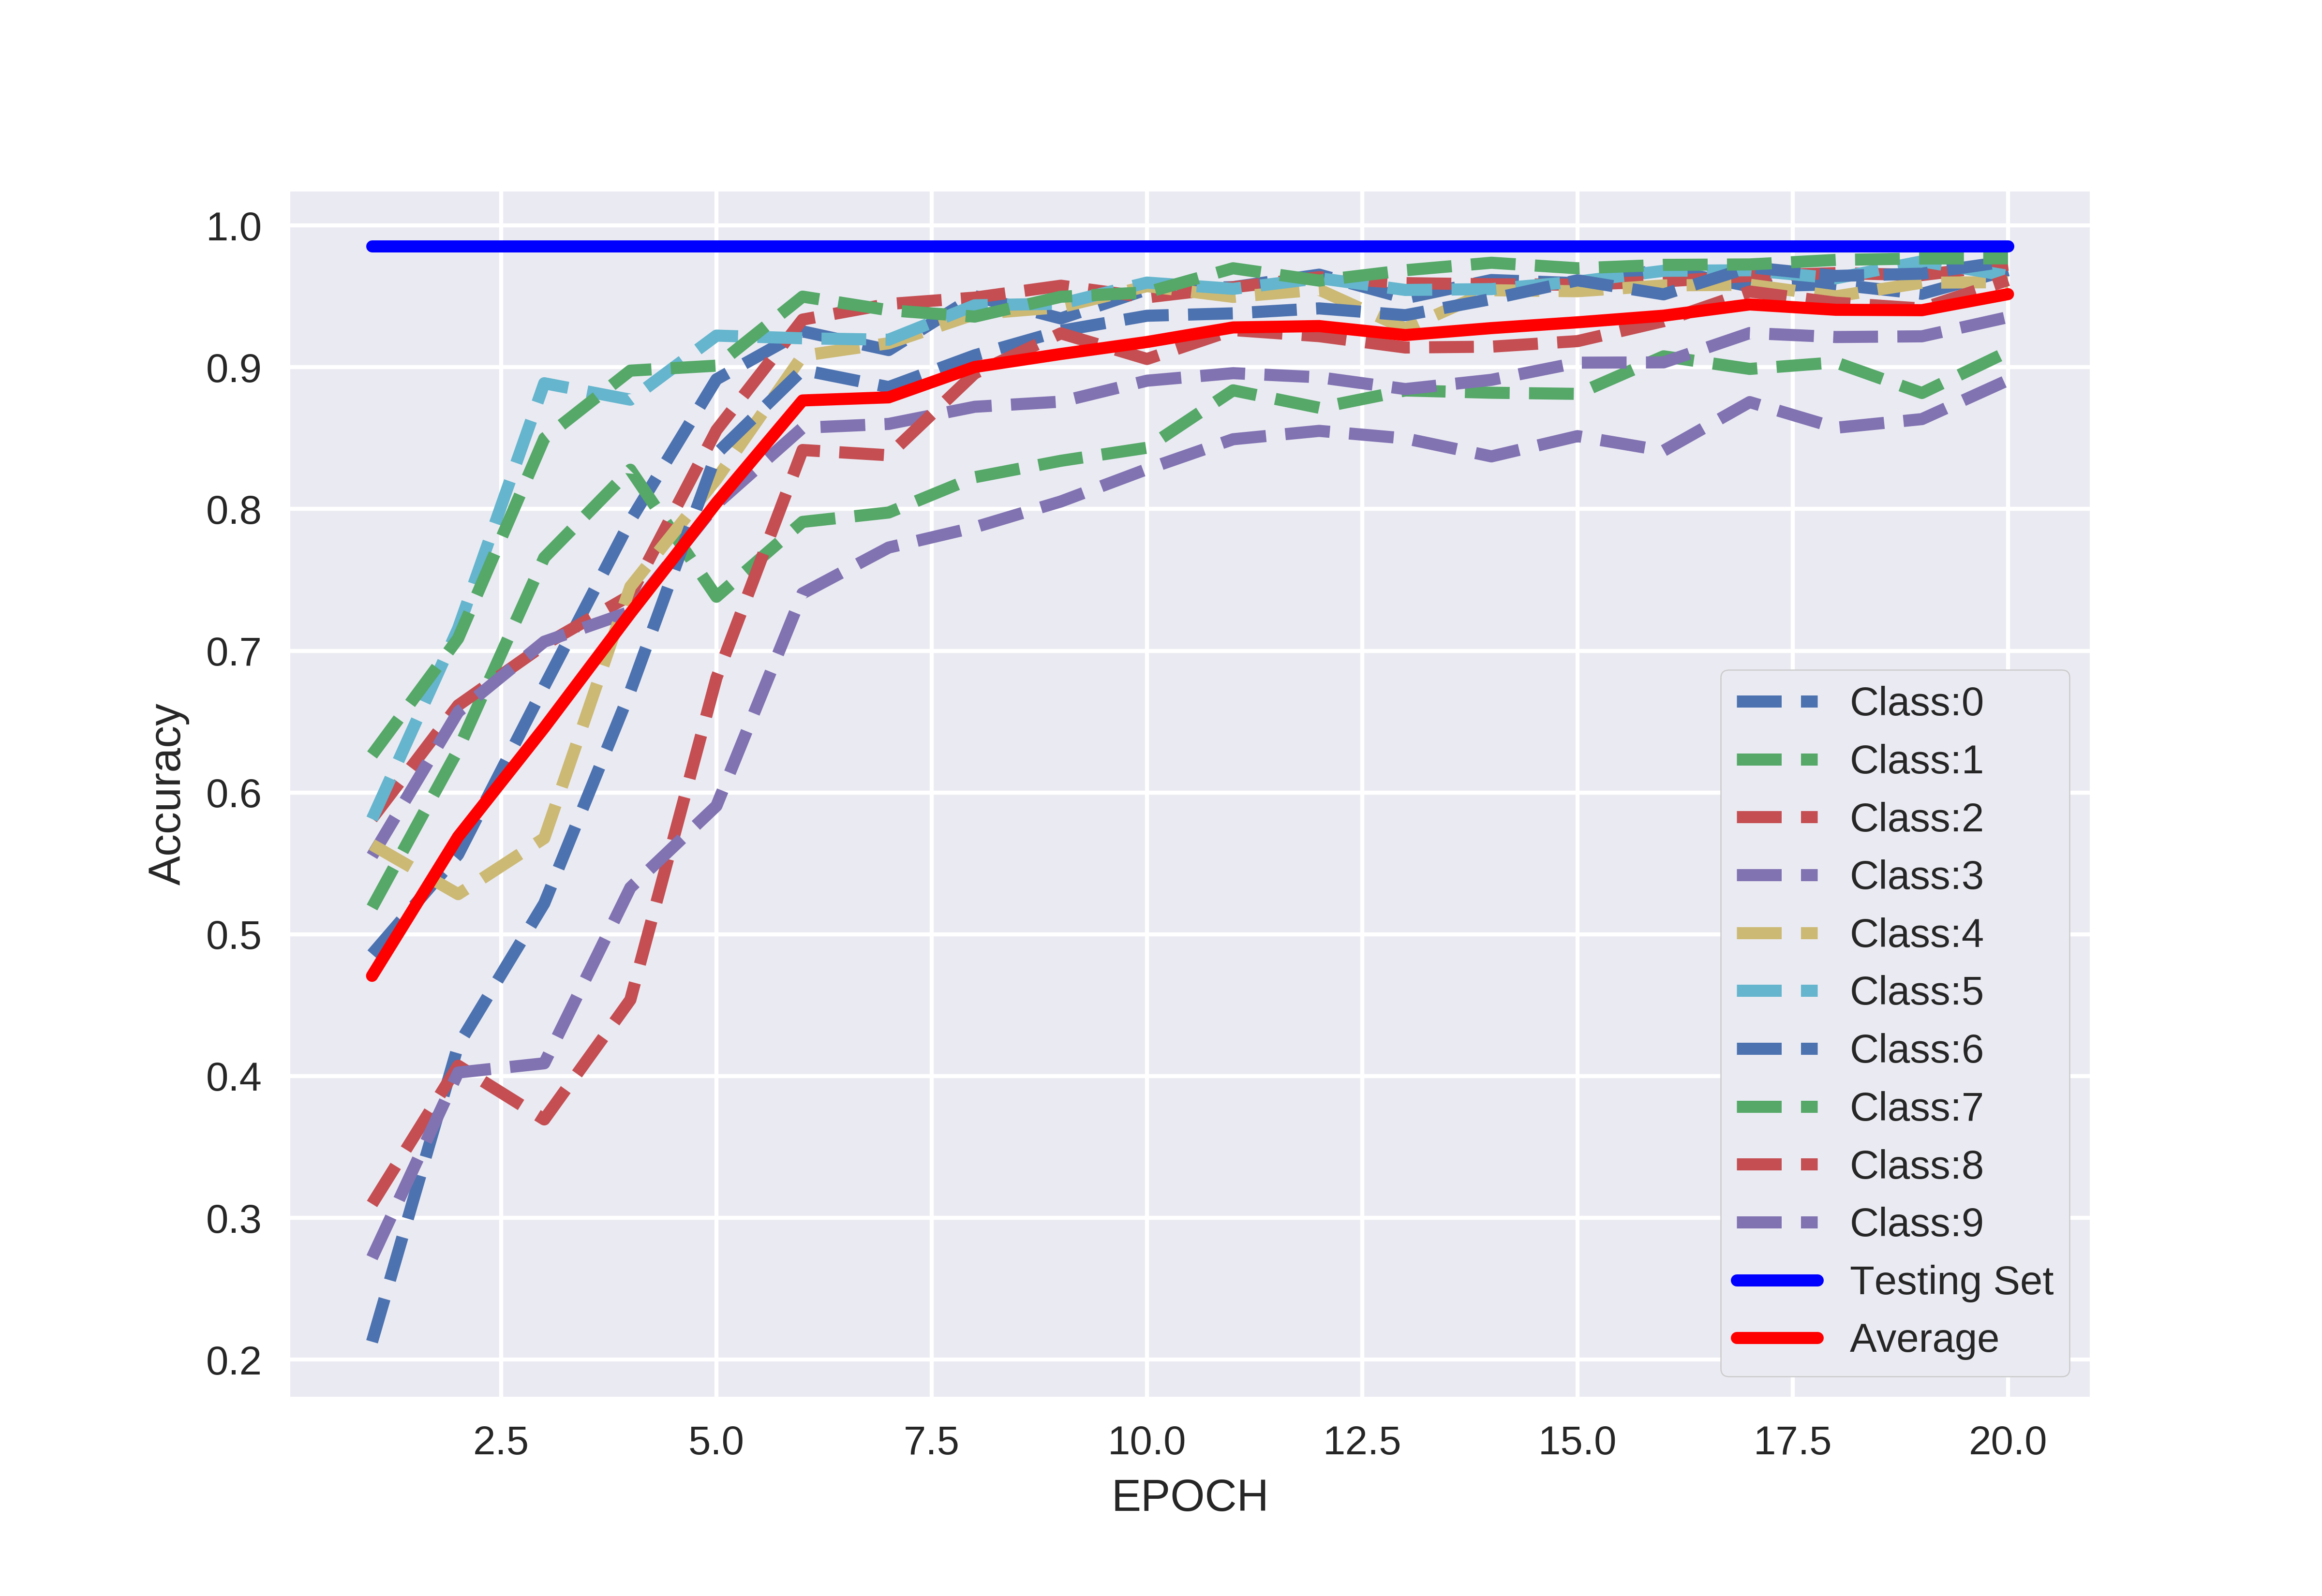 1.0
0.9
0.8
0.7
0.6
0.5
0.4
0.3
0.2
Accuracy
2.5 5.0 7.5 10.0 12.5 15.0 17.5 20.0
EPOCH
Class:0
Class:1
Class:2
Class:3
Class:4
Class:5
Class:6
Class:7
Class:8
Class:9
Testing Set
Average